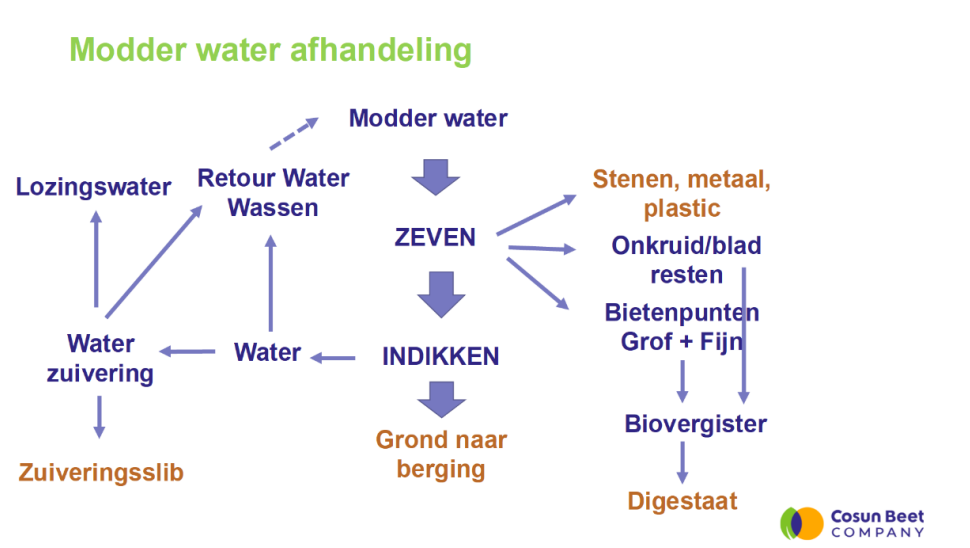 Modder water afhandeling
Modder water
Lozingswater
Retour Water
Wassen
Stenen, metaal,
plastic
ZEVEN
Onkruid/blad
resten
Bietenpunten
Grof + Fijn
Water
zuivering
Water
INDIKKEN
Biovergister
Grond naar
berging
Zuiveringsslib
Digestaat
Cosun Beet
COMPANY